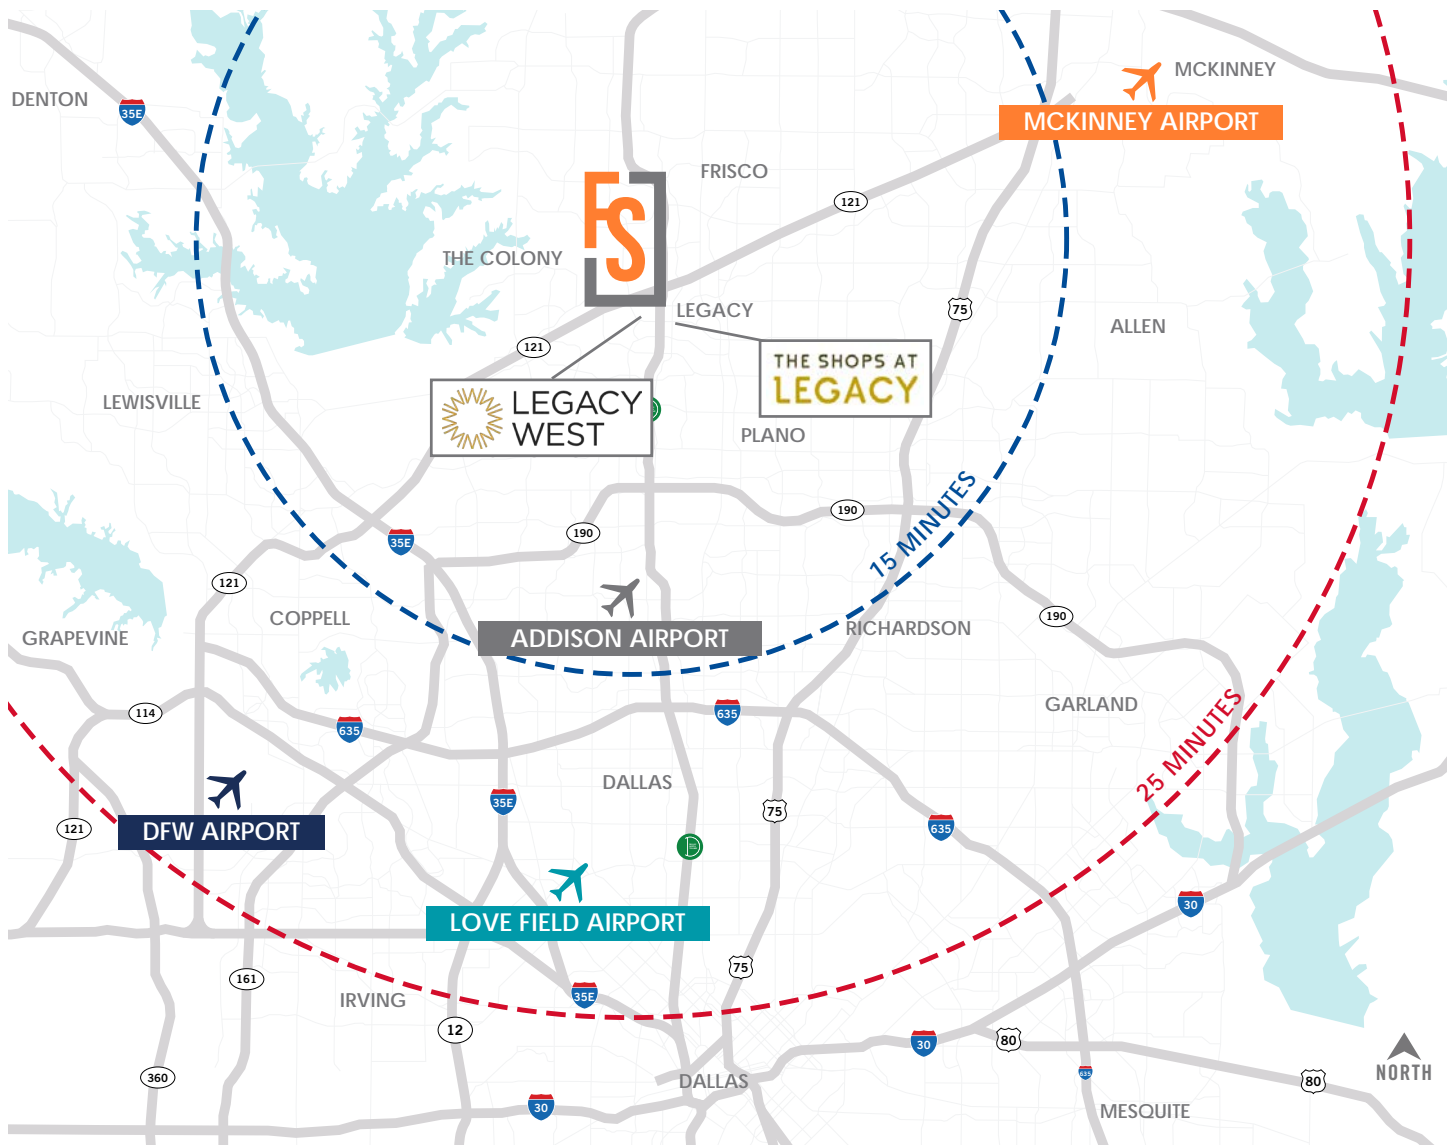 MCKINNEY
DENTON
35E
MCKINNEY AIRPORT
FRISCO
121
FS
THE COLONY
LEGACY
75
ALLEN
121
THE SHOPS AT
LEGACY
LEGACY
WEST
LEWISVILLE
PLANO
15 MINUTES
190
190
35E
121
COPPELL
190
GRAPEVINE
ADDISON AIRPORT
RICHARDSON
25 MINUTES
GARLAND
114
635
635
DALLAS
35E
75
121
DFW AIRPORT
635
30
LOVE FIELD AIRPORT
75
161
35E
IRVING
12
30
80
635
NORTH
360
DALLAS
80
30
MESQUITE